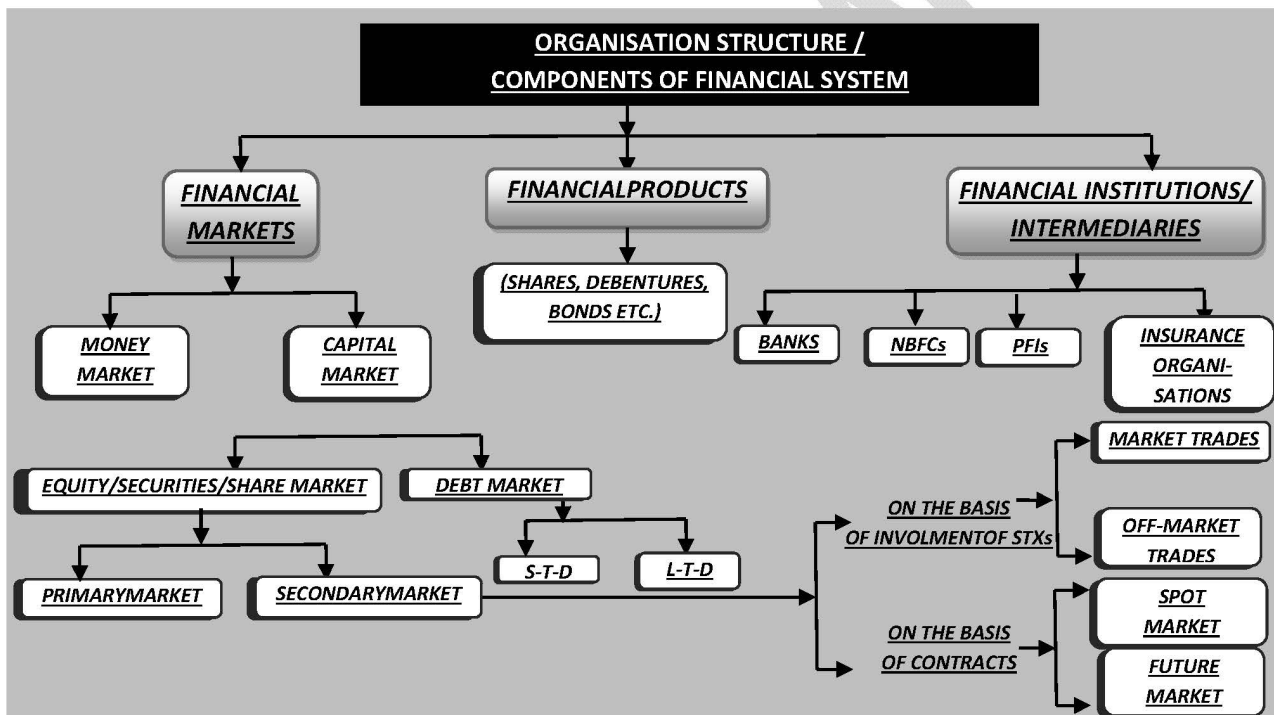 ORGANISATION STRUCTURE /
COMPONENTS OF FINANCIAL SYSTEM
FINANCIAL
MARKETS
FINANCIALPRODUCTS
FINANCIAL INSTITUTIONS/
INTERMEDIARIES
(SHARES, DEBENTURES,
BONDS ETC.)
MONEY
MARKET
CAPITAL
MARKET
BANKS
NBFCs
PFIs
INSURANCE
ORGANI-
SATIONS
EQUITY/SECURITIES/SHARE MARKET
DEBT MARKET
S-T-D
L-T-D
PRIMARYMARKET
SECONDARYMARKET
ON THE BASIS
OF INVOLMENTOF STXs
MARKET TRADES
OFF-MARKET
TRADES
ON THE BASIS
OF CONTRACTS
SPOT
MARKET
FUTURE
MARKET